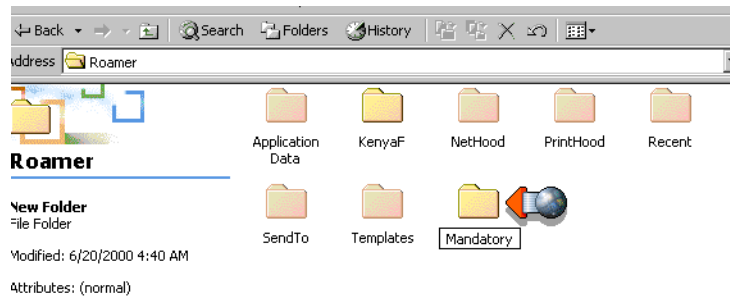 Back Search Folders History
Address Roamer
Application Data KenyaF NetHood PrintHood Recent
Roamer
New Folder
File Folder
SendTo Templates Mandatory
Modified: 6/20/2000 4:40 AM
Attributes: (normal)